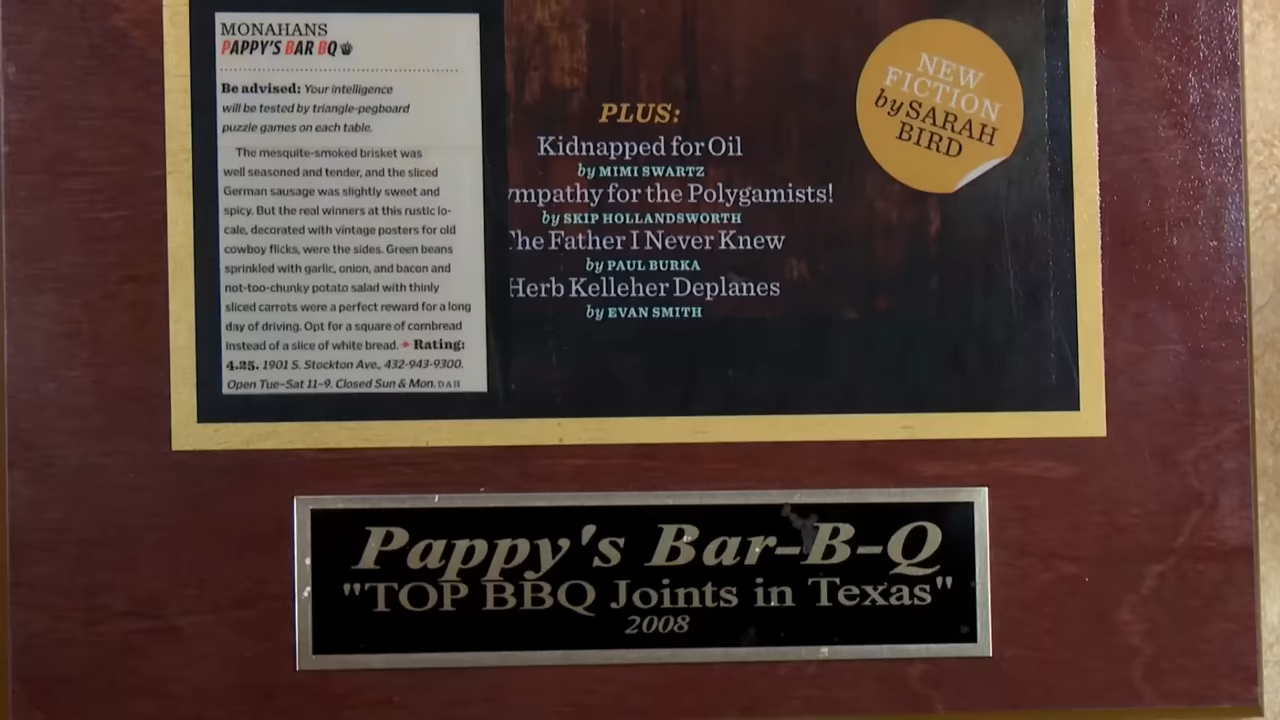 MONAHANS
PAPPY'S BAR BQ
Be advised: Your intelligence
will be tested by triangle-pegboard
puzzle games on each table.
The mesquite-smoked brisket was
well seasoned and tender, and the sliced
German sausage was slightly sweet and
spicy. But the real winners at this rustic lo-
cale, decorated with vintage posters for old
cowboy flicks, were the sides. Green beans
sprinkled with garlic, onion, and bacon and
not-too-chunky potato salad with thinly
sliced carrots were a perfect reward for a long
day of driving. Opt for a square of cornbread
instead of a slice of white bread. Rating:
4.25. 1901 S. Stockton Ave., 432-943-9300.
Open Tue–Sat 11–9. Closed Sun & Mon. DAH
PLUS:
Kidnapped for Oil
by MIMI SWARTZ
ympathy for the Polygamists!
by SKIP HOLLANDSWORTH
The Father I Never Knew
by PAUL BURKA
Herb Kelleher Deplanes
by EVAN SMITH
NEW
FICTION
by SARAH
BIRD
Pappy's Bar-B-Q
"TOP BBQ Joints in Texas"
2008